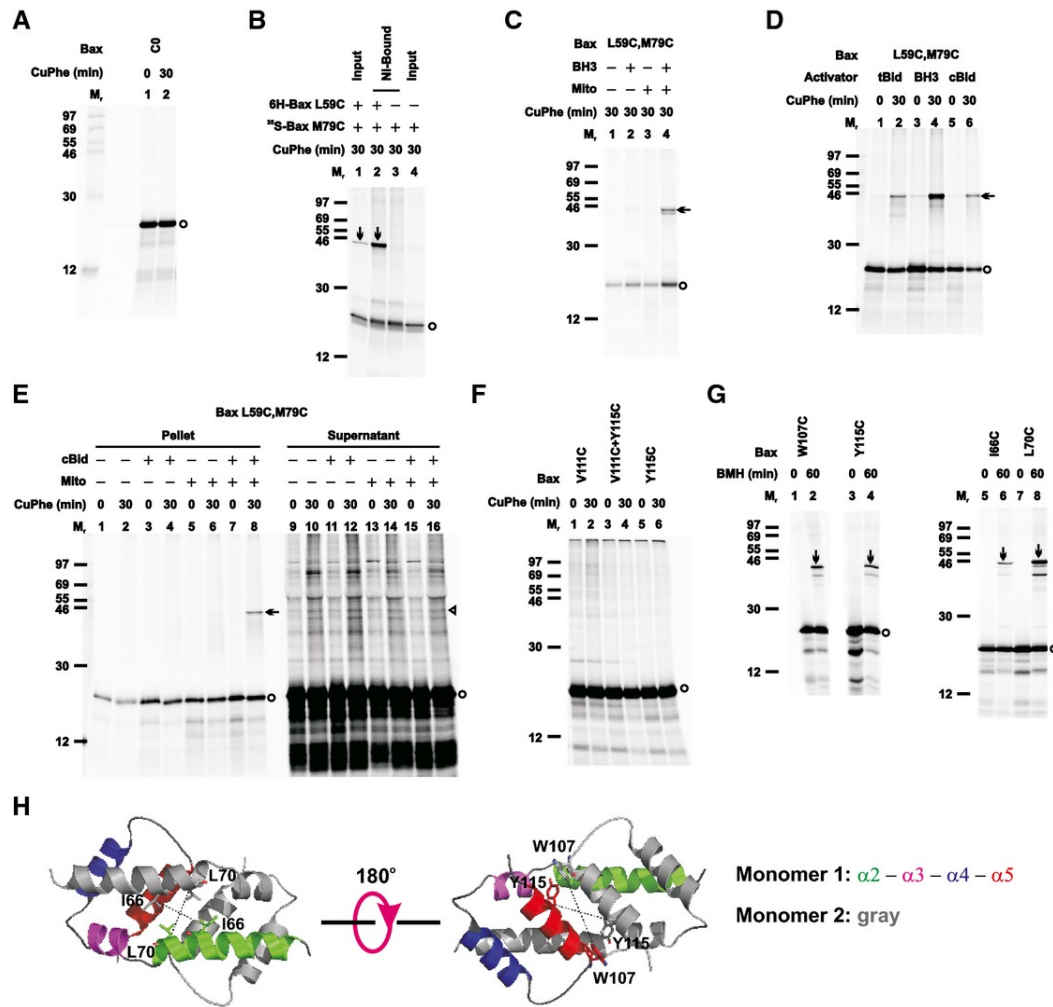 A
Bax C0
CuPhe (min) 0 30
Mr 1 2
97
69
55
46
30
12
B
Input Ni-Bound Input
6H-Bax L59C + + – –
³⁵S-Bax M79C + + + +
CuPhe (min) 30 30 30 30
Mr 1 2 3 4
97
69
55
46
30
12
C
Bax L59C,M79C
BH3 – + – +
Mito – – + +
CuPhe (min) 30 30 30 30
Mr 1 2 3 4
97
69
55
46
30
12
D
Bax L59C,M79C
Activator tBid BH3 cBid
CuPhe (min) 0 30 0 30 0 30
Mr 1 2 3 4 5 6
97
69
55
46
30
12
E
Bax L59C,M79C
Pellet Supernatant
cBid – – + + – – + + – – + + – – + +
Mito – – – – + + + + – – – – + + + +
CuPhe (min) 0 30 0 30 0 30 0 30 0 30 0 30 0 30 0 30
Mr 1 2 3 4 5 6 7 8 9 10 11 12 13 14 15 16
97
69
55
46
30
12
F
Bax V111C V111C+Y115C Y115C
CuPhe (min) 0 30 0 30 0 30
Mr 1 2 3 4 5 6
97
69
55
46
30
12
G
Bax W107C Y115C I66C L70C
BMH (min) 0 60 0 60 0 60 0 60
Mr 1 2 3 4 5 6 7 8
97
69
55
46
30
12
97
69
55
46
30
12
H
L70
I66
I66
L70
180°
W107
Y115
Y115
W107
Monomer 1: α2 – α3 – α4 – α5
Monomer 2: gray